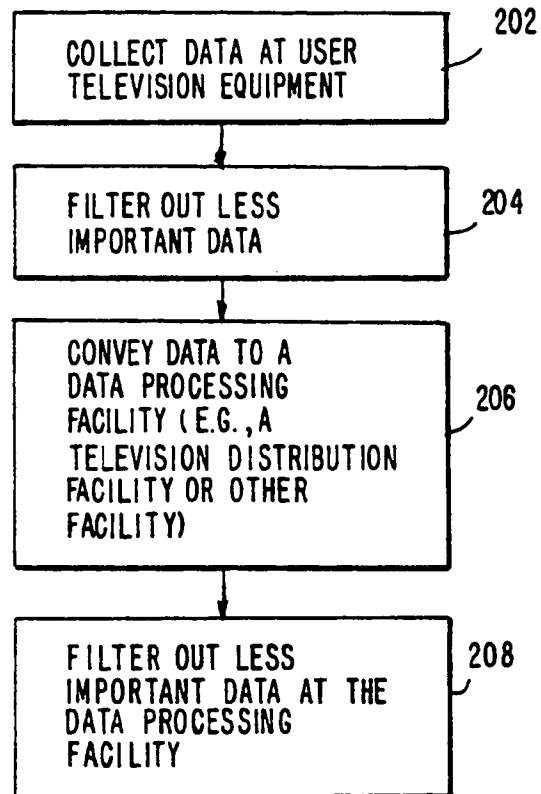 202
COLLECT DATA AT USER
TELEVISION EQUIPMENT
204
FILTER OUT LESS
IMPORTANT DATA
CONVEY DATA TO A
DATA PROCESSING
FACILITY (E.G., A
TELEVISION DISTRIBUTION
FACILITY OR OTHER
FACILITY)
206
FILTER OUT LESS
IMPORTANT DATA AT THE
DATA PROCESSING
FACILITY
208